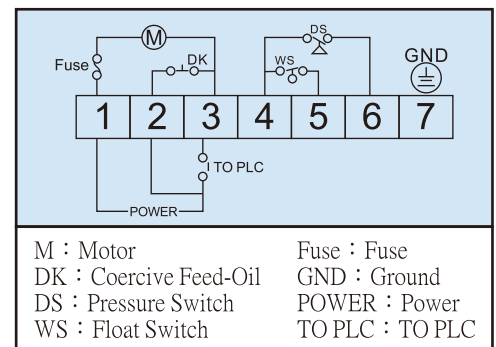 M
DS
Fuse
DK
WS
GND
1 2 3 4 5 6 7
TO PLC
POWER
M：Motor
Fuse：Fuse
DK：Coercive Feed-Oil
GND：Ground
DS：Pressure Switch
POWER：Power
WS：Float Switch
TO PLC：TO PLC